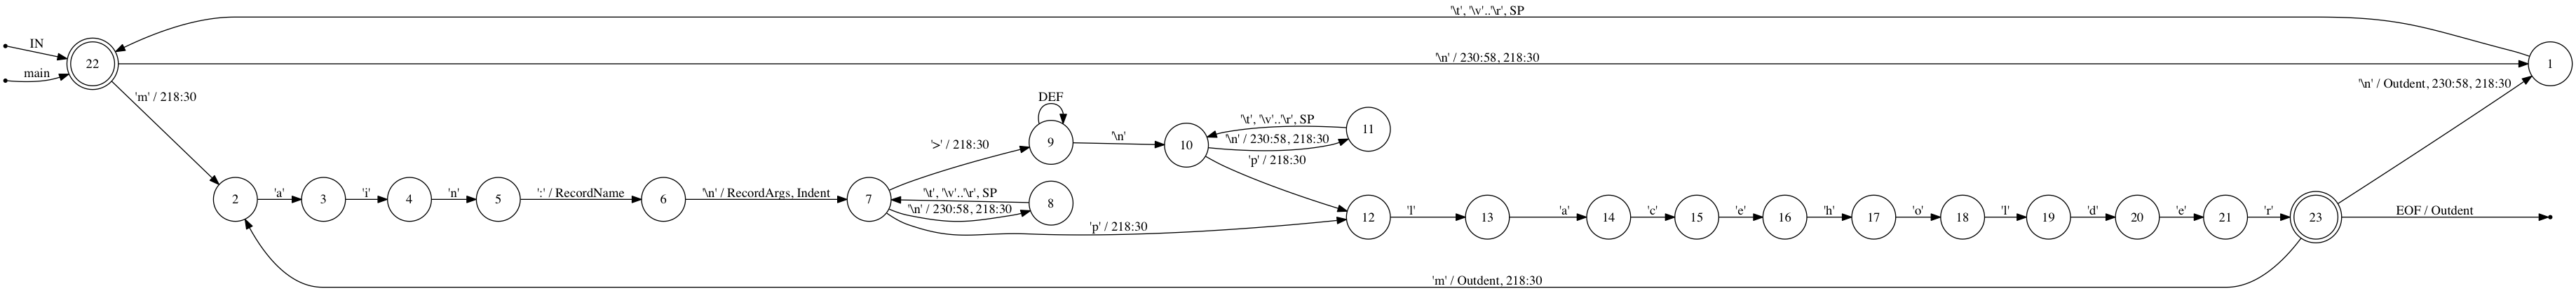 '\t', '\v'..'\r', SP
IN
main
22
'\n' / 230:58, 218:30
1
'm' / 218:30
'\n' / Outdent, 230:58, 218:30
DEF
'>' / 218:30
9
'\n'
10
'\t', '\v'..'\r', SP
'\n' / 230:58, 218:30
11
'p' / 218:30
2
'a'
3
'i'
4
'n'
5
':' / RecordName
6
'\n' / RecordArgs, Indent
7
'\t', '\v'..'\r', SP
'\n' / 230:58, 218:30
8
'p' / 218:30
12
'l'
13
'a'
14
'c'
15
'e'
16
'h'
17
'o'
18
'l'
19
'd'
20
'e'
21
'r'
23
EOF / Outdent
'm' / Outdent, 218:30